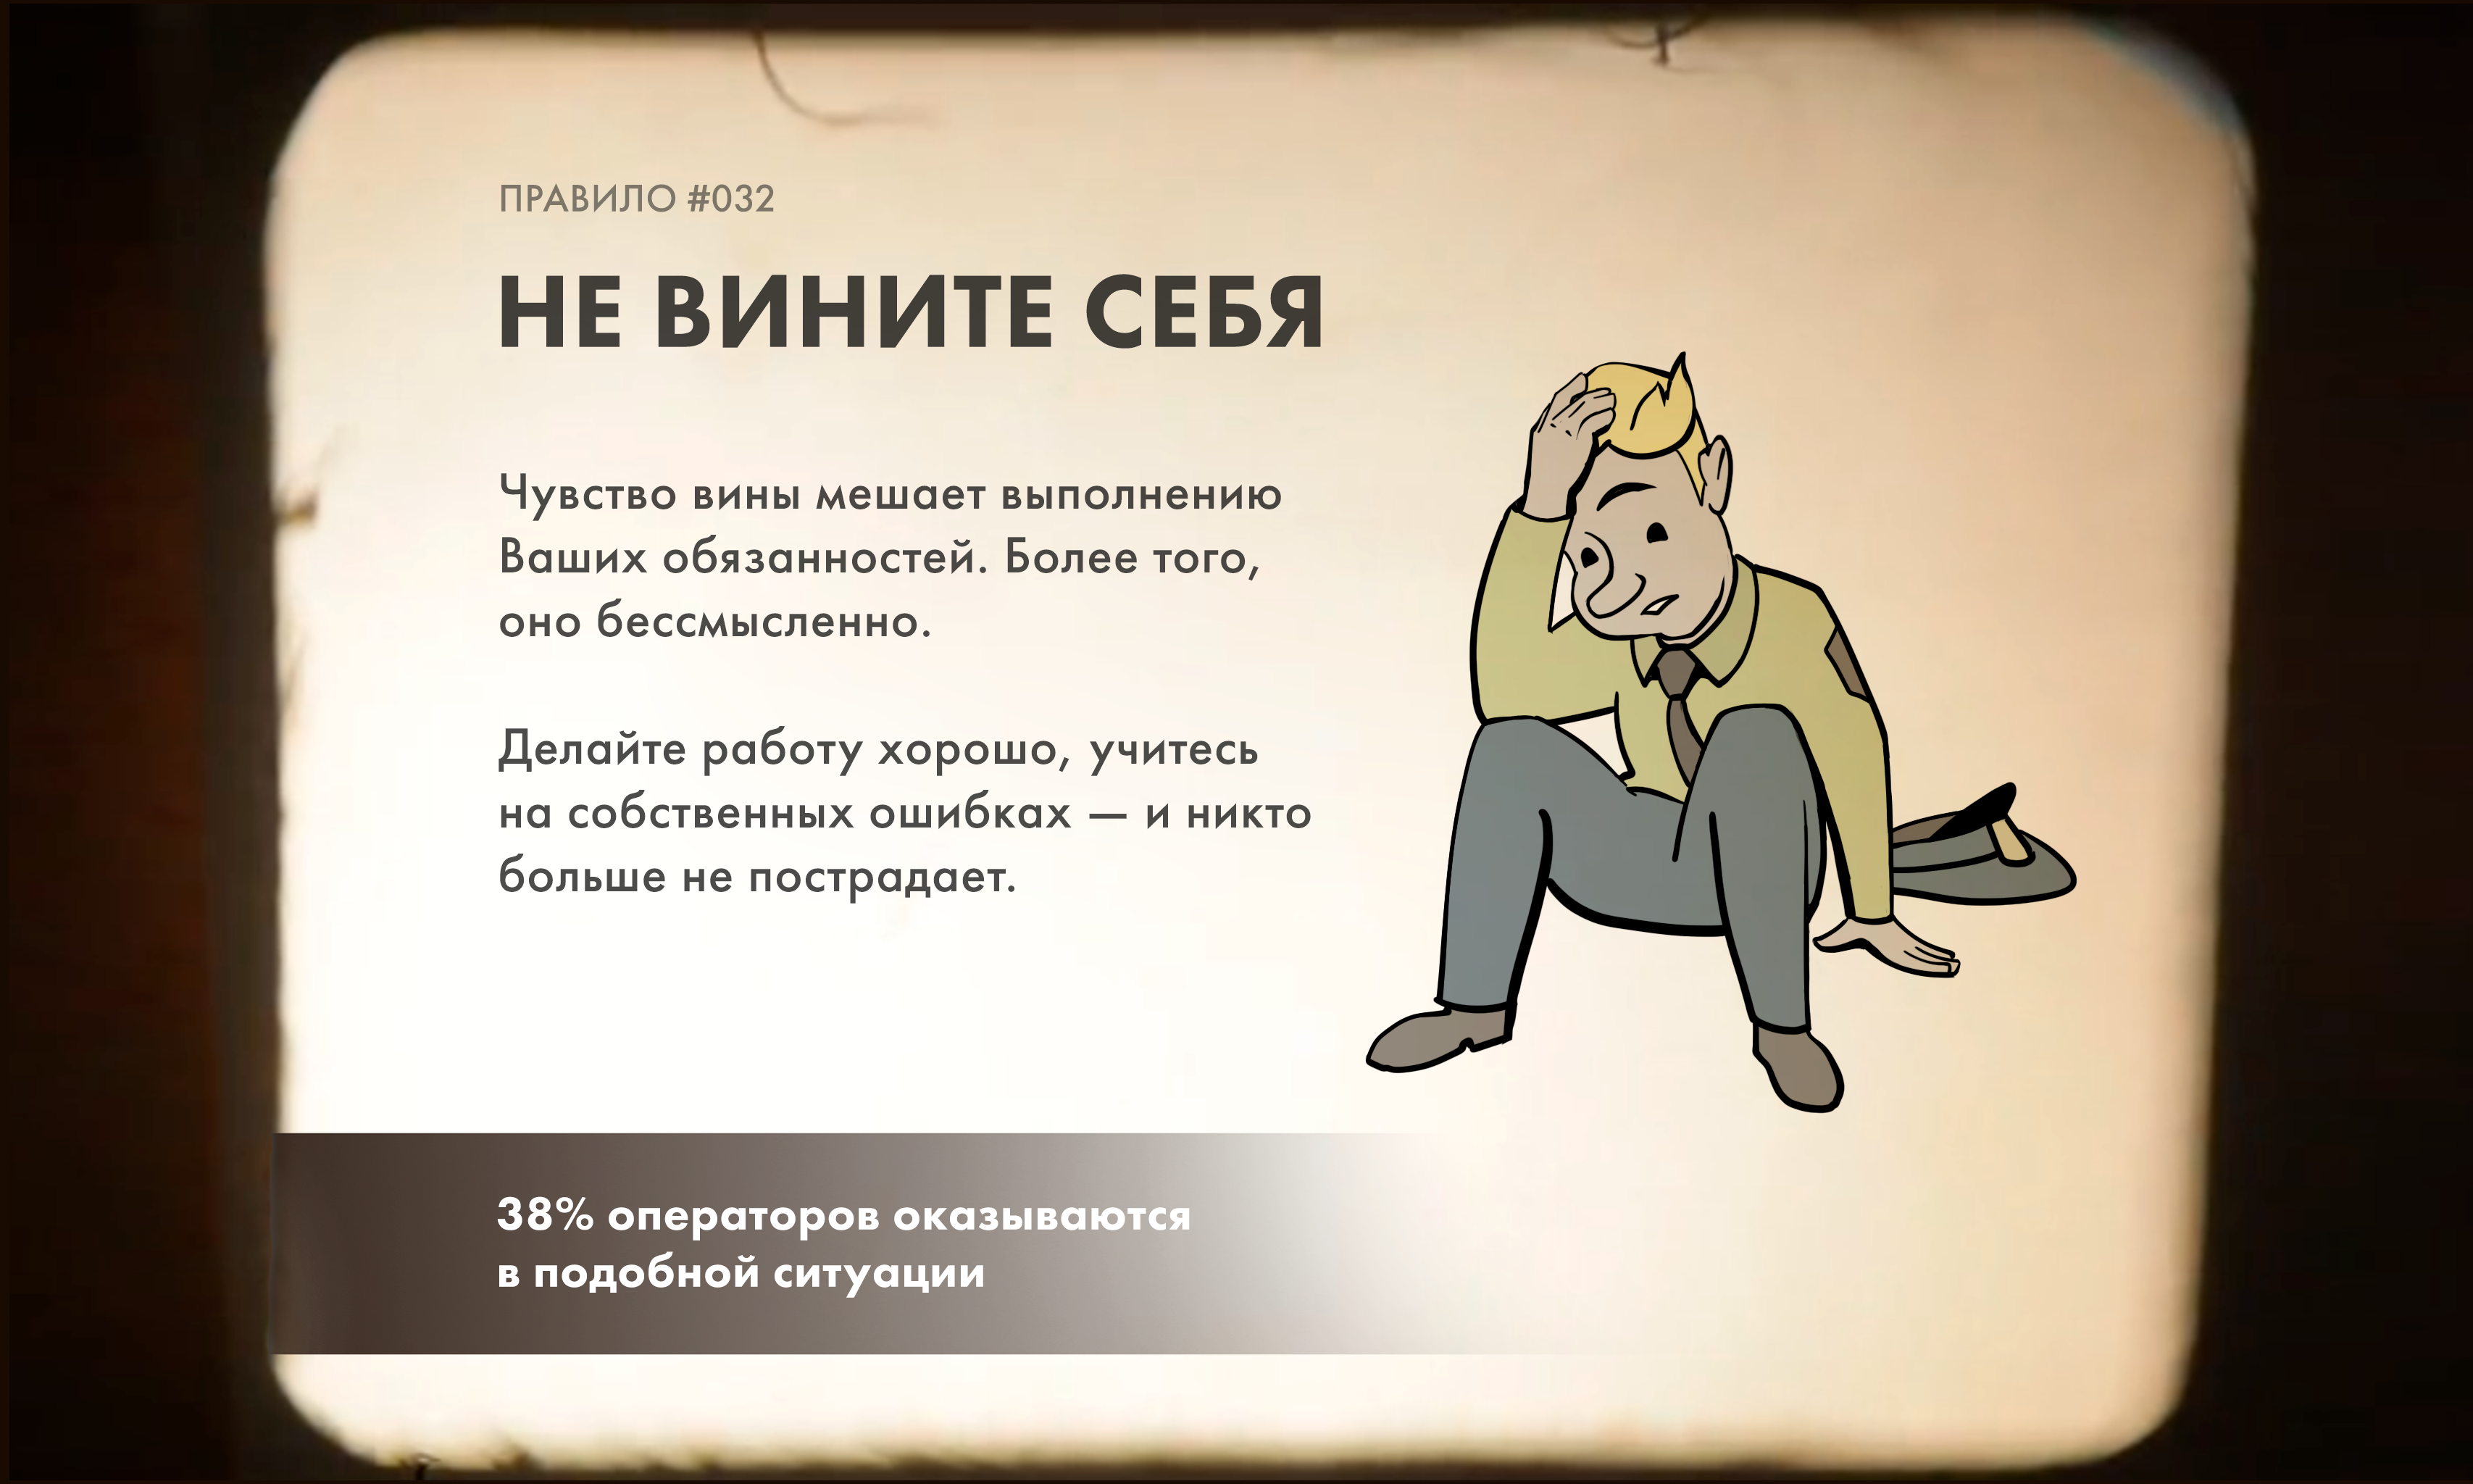 ПРАВИЛО #032
НЕ ВИНИТЕ СЕБЯ
Чувство вины мешает выполнению
Ваших обязанностей. Более того,
оно бессмысленно.
Делайте работу хорошо, учитесь
на собственных ошибках — и никто
больше не пострадает.
38% операторов оказываются
в подобной ситуации